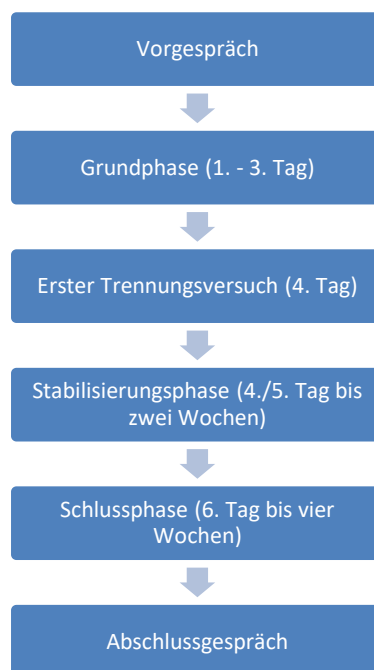 Vorgespräch
Grundphase (1. - 3. Tag)
Erster Trennungsversuch (4. Tag)
Stabilisierungsphase (4./5. Tag bis
zwei Wochen)
Schlussphase (6. Tag bis vier
Wochen)
Abschlussgespräch